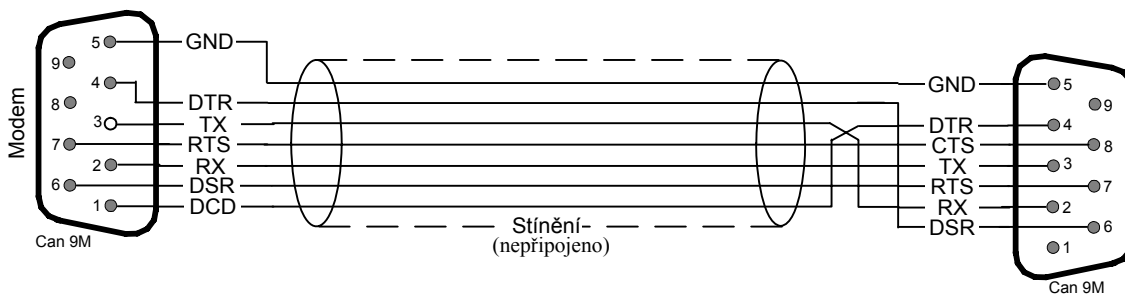 Modem
5 GND
9
4
DTR
8
3 TX
7 RTS
2 RX
6 DSR
1 DCD
Can 9M
Stínění
(nepřipojeno)
GND 5
9
DTR 4
CTS 8
TX 3
RTS 7
RX 2
DSR 6
1
Can 9M